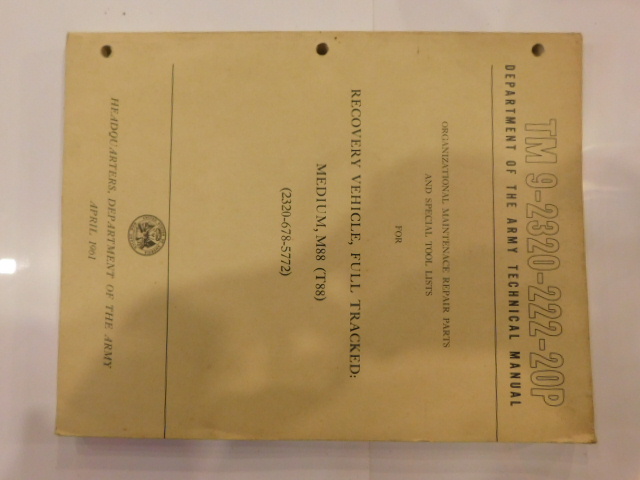 TM 9-2320-222-20P
DEPARTMENT OF THE ARMY TECHNICAL MANUAL
ORGANIZATIONAL MAINTENACE REPAIR PARTS
AND SPECIAL TOOL LISTS
FOR
RECOVERY VEHICLE, FULL TRACKED:
MEDIUM, M88 (T88)
(2320-678-5772)
HEADQUARTERS, DEPARTMENT OF THE ARMY
APRIL 1961